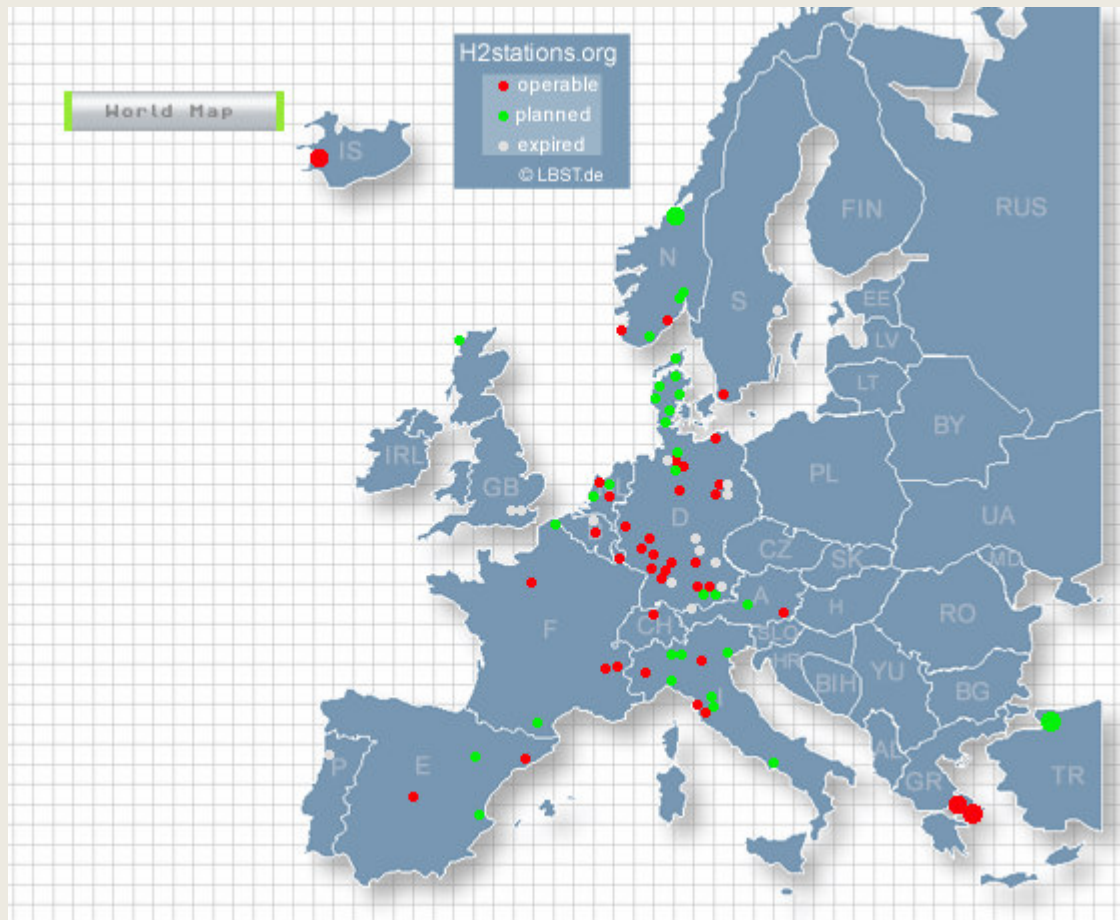 H2stations.org
operable
planned
expired
© LBST.de
World Map
IS
FIN
RUS
N
S
EE
LV
LT
BY
IRL
GB
PL
D
UA
CZ
SK
MD
A
H
RO
F
CH
SLO
HR
YU
BIH
BG
I
AL
E
P
GR
TR